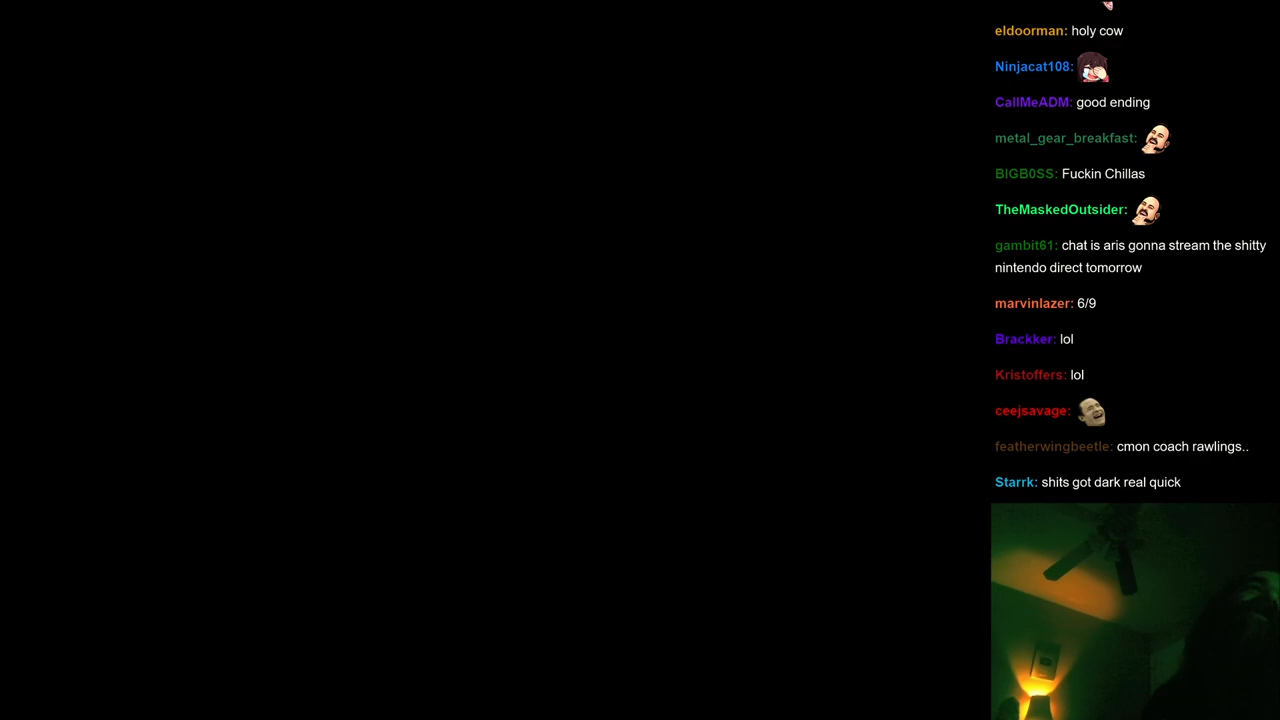 eldoorman: holy cow
Ninjacat108:
CallMeADM: good ending
metal_gear_breakfast:
BIGB0SS: Fuckin Chillas
TheMaskedOutsider:
gambit61: chat is aris gonna stream the shitty
nintendo direct tomorrow
marvinlazer: 6/9
Brackker: lol
Kristoffers: lol
ceejsavage:
featherwingbeetle: cmon coach rawlings..
Starrk: shits got dark real quick